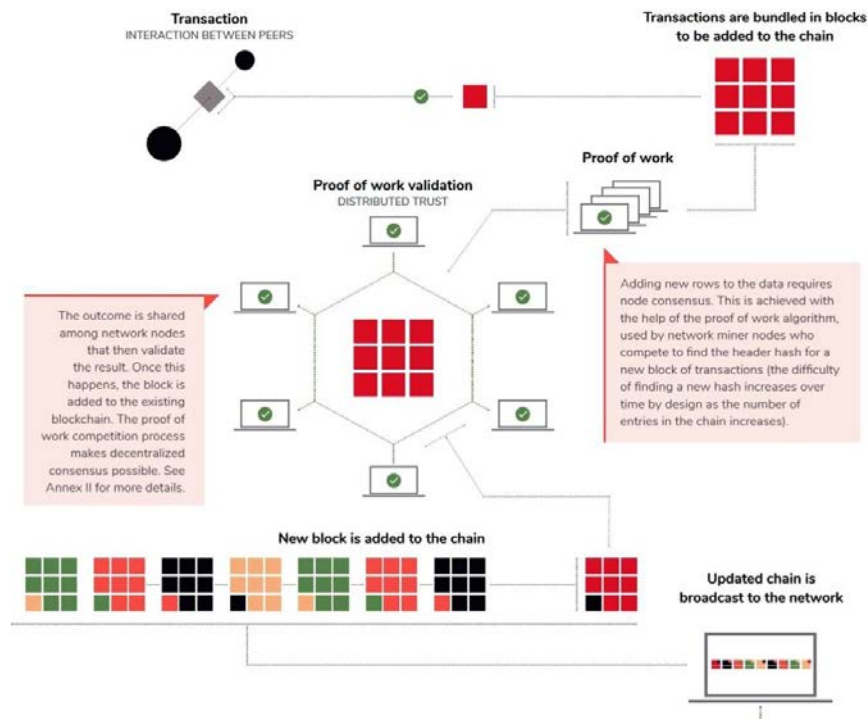 Transaction
INTERACTION BETWEEN PEERS
Transactions are bundled in blocks
to be added to the chain
Proof of work
Proof of work validation
DISTRIBUTED TRUST
The outcome is shared
among network nodes
that then validate
the result. Once this
happens, the block is
added to the existing
blockchain. The proof of
work competition process
makes decentralized
consensus possible. See
Annex II for more details.
Adding new rows to the data requires
node consensus. This is achieved with
the help of the proof of work algorithm,
used by network miner nodes who
compete to find the header hash for a
new block of transactions (the difficulty
of finding a new hash increases over
time by design as the number of
entries in the chain increases).
New block is added to the chain
Updated chain is
broadcast to the network